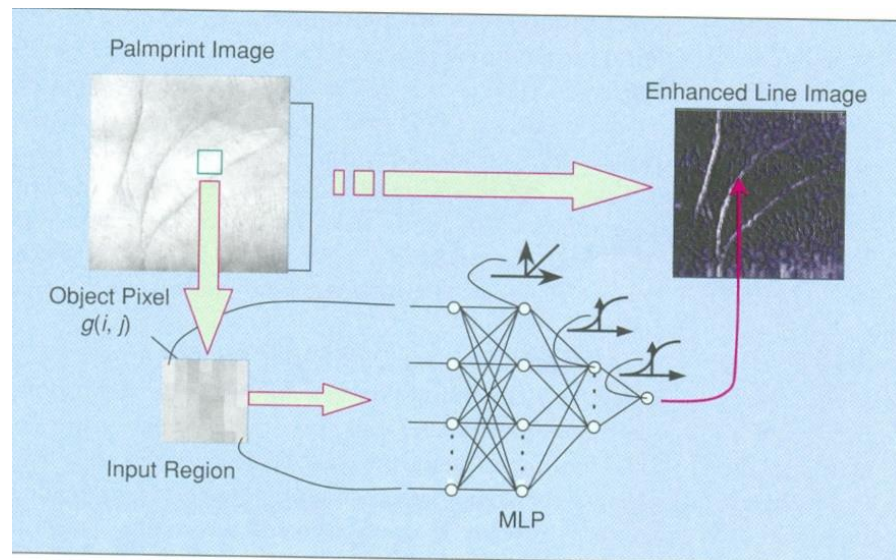 Palmprint Image
Enhanced Line Image
Object Pixel
g(i, j)
Input Region
MLP